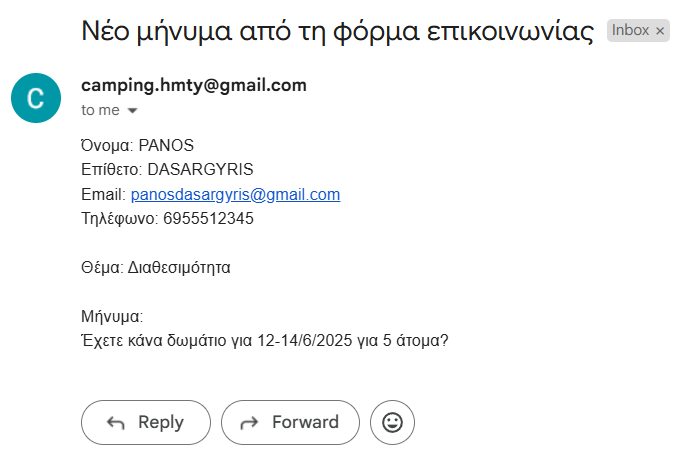 Νέο μήνυμα από τη φόρμα επικοινωνίας Inbox ×
C
camping.hmty@gmail.com
to me
Όνομα: PANOS
Επίθετο: DASARGYRIS
Email: panosdasargyris@gmail.com
Τηλέφωνο: 6955512345
Θέμα: Διαθεσιμότητα
Μήνυμα:
Έχετε κάνα δωμάτιο για 12-14/6/2025 για 5 άτομα?
Reply Forward